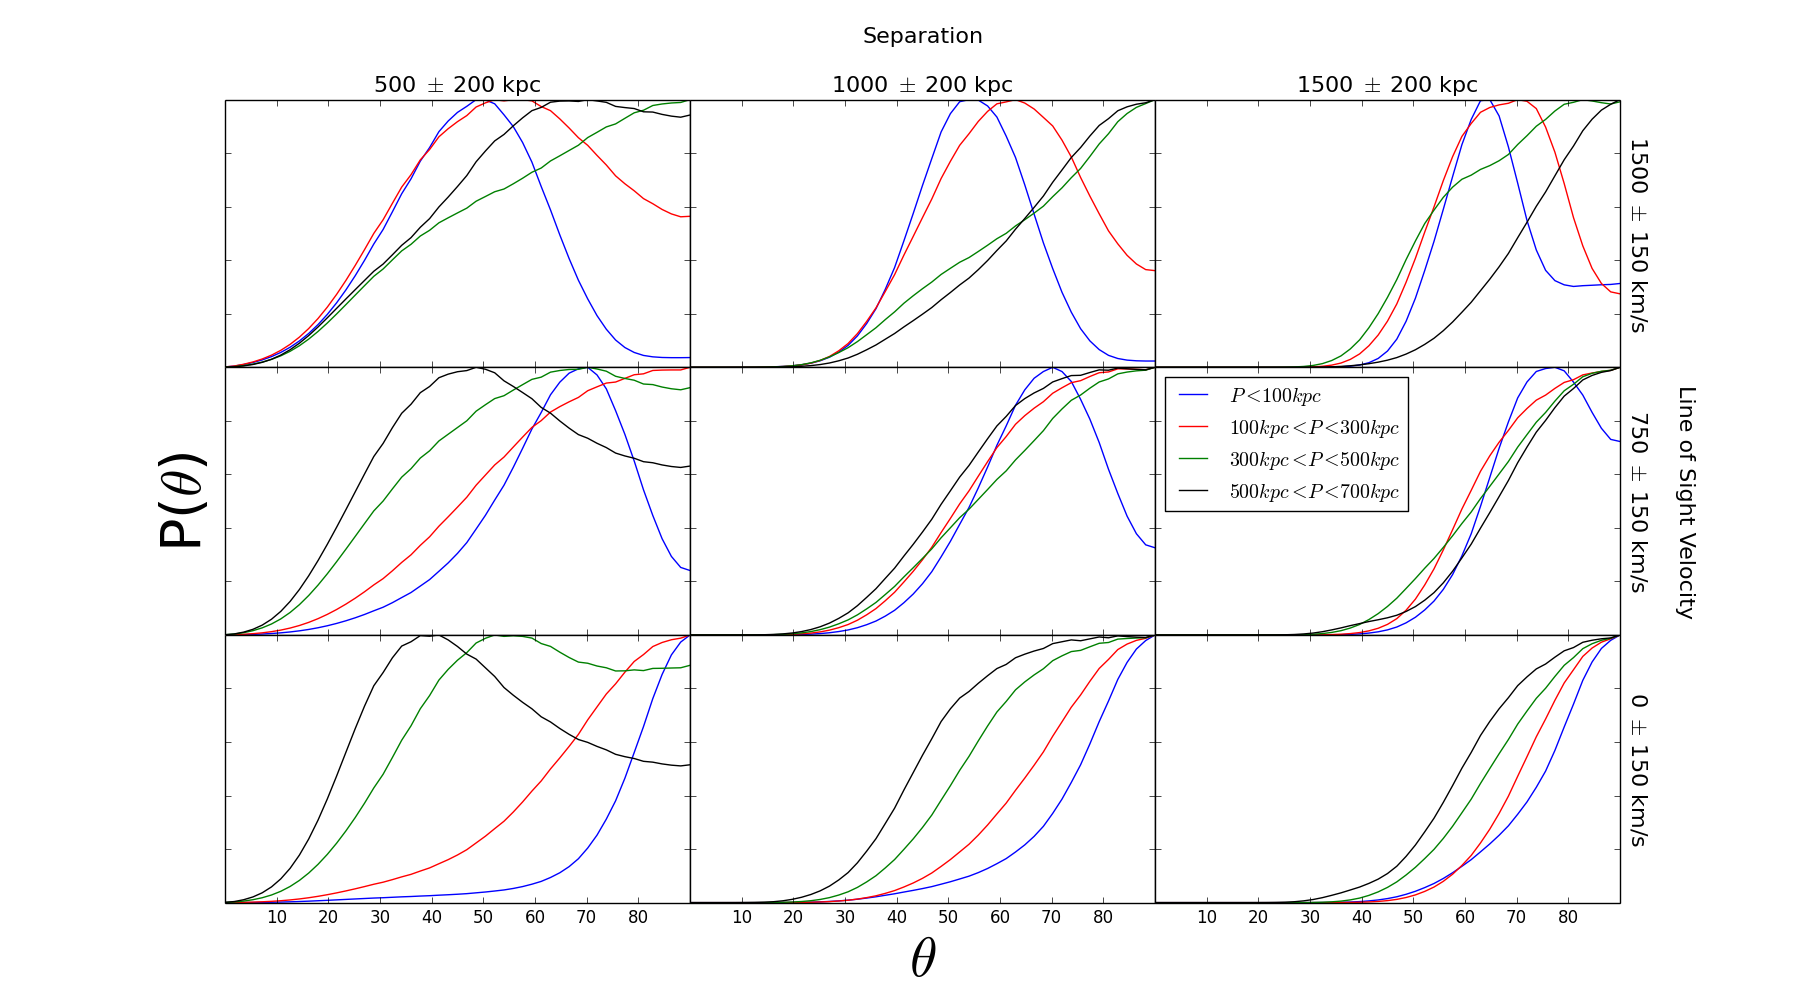 Separation
500 ± 200 kpc
1000 ± 200 kpc
1500 ± 200 kpc
1500 ± 150 km/s
P(θ)
P<100kpc
100kpc<P<300kpc
300kpc<P<500kpc
500kpc<P<700kpc
750 ± 150 km/s
Line of Sight Velocity
0 ± 150 km/s
10 20 30 40 50 60 70 80
10 20 30 40 50 60 70 80
10 20 30 40 50 60 70 80
θ